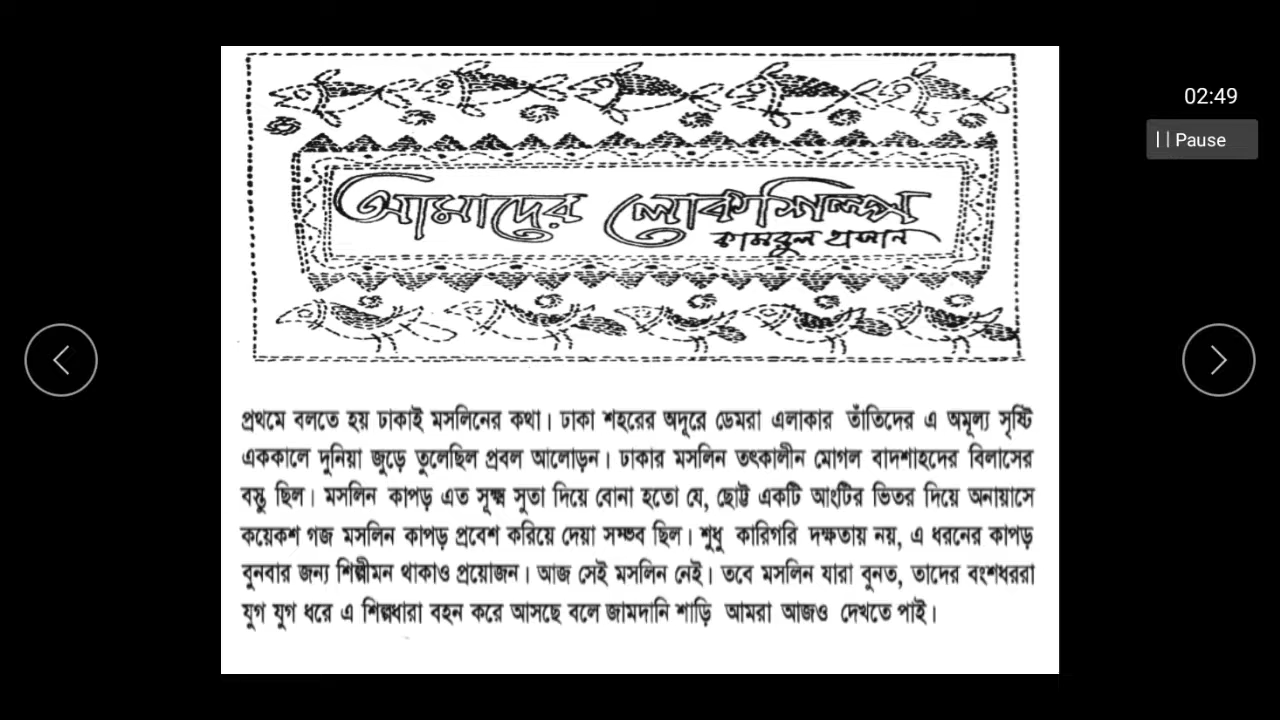 আমাদের লোকশিল্প
কামরুল হাসান
02:49
Pause
প্রথমে বলতে হয় ঢাকাই মসলিনের কথা। ঢাকা শহরের অদূরে ডেমরা এলাকার তাঁতিদের এ অমূল্য সৃষ্টি
এককালে দুনিয়া জুড়ে তুলেছিল প্রবল আলোড়ন। ঢাকার মসলিন তৎকালীন মোগল বাদশাহদের বিলাসের
বস্তু ছিল। মসলিন কাপড় এত সূক্ষ্ম সুতা দিয়ে বোনা হতো যে, ছোট্ট একটি আংটির ভিতর দিয়ে অনায়াসে
কয়েকশ গজ মসলিন কাপড় প্রবেশ করিয়ে দেয়া সম্ভব ছিল। শুধু কারিগরি দক্ষতায় নয়, এ ধরনের কাপড়
বুনবার জন্য শিল্পীমন থাকাও প্রয়োজন। আজ সেই মসলিন নেই। তবে মসলিন যারা বুনত, তাদের বংশধররা
যুগ যুগ ধরে এ শিল্পধারা বহন করে আসছে বলে জামদানি শাড়ি আমরা আজও দেখতে পাই।